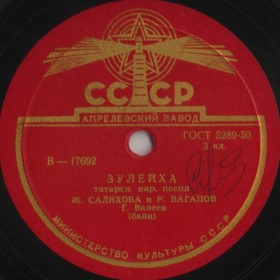 СССР
АПРЕЛЕВСКИЙ ЗАВОД
ГОСТ 5289-50
3 кл.
В — 17692
ЗУЛЕЙХА
татарск. нар. песня
Ж. САЛИХОВА и Р. ВАГАПОВ
Г. Валеев
(баян)
МИНИСТЕРСТВО КУЛЬТУРЫ СССР